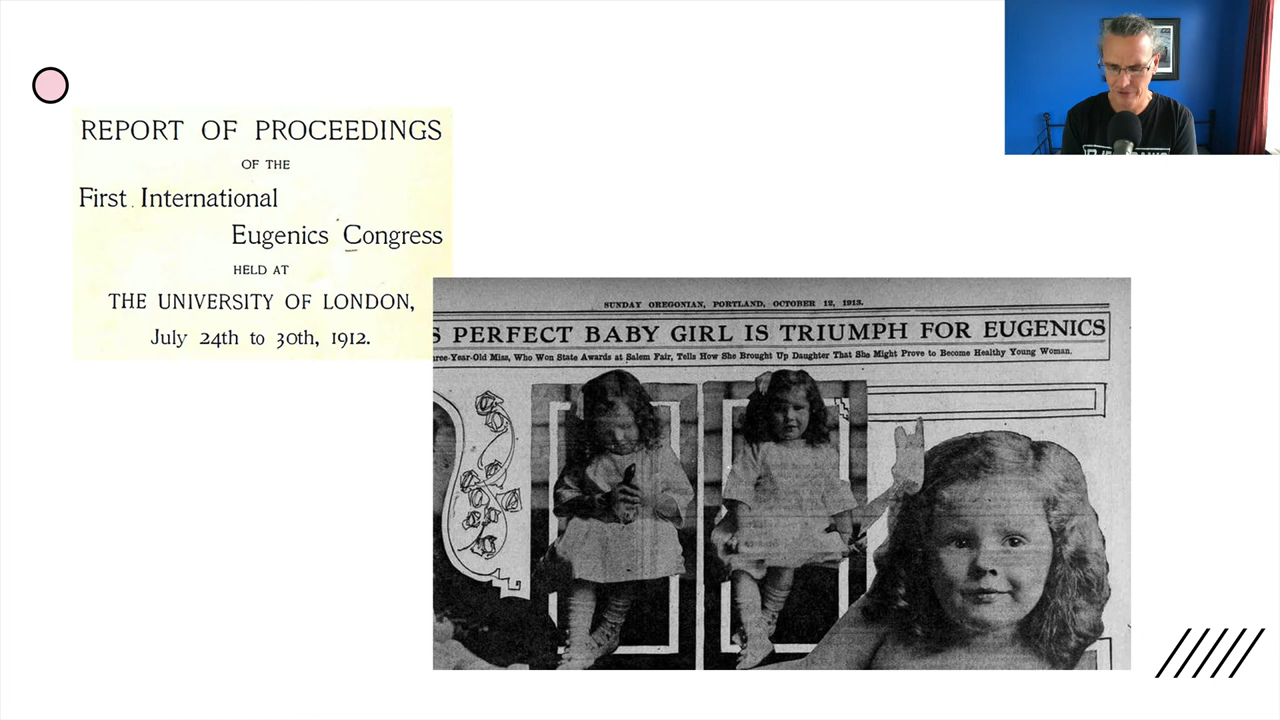 REPORT OF PROCEEDINGS
OF THE
First International
Eugenics Congress
HELD AT
THE UNIVERSITY OF LONDON,
July 24th to 30th, 1912.
SUNDAY OREGONIAN, PORTLAND, OCTOBER 12, 1913.
S PERFECT BABY GIRL IS TRIUMPH FOR EUGENICS
ree-Year-Old Miss, Who Won State Awards at Salem Fair, Tells How She Brought Up Daughter That She Might Prove to Become Healthy Young Woman.